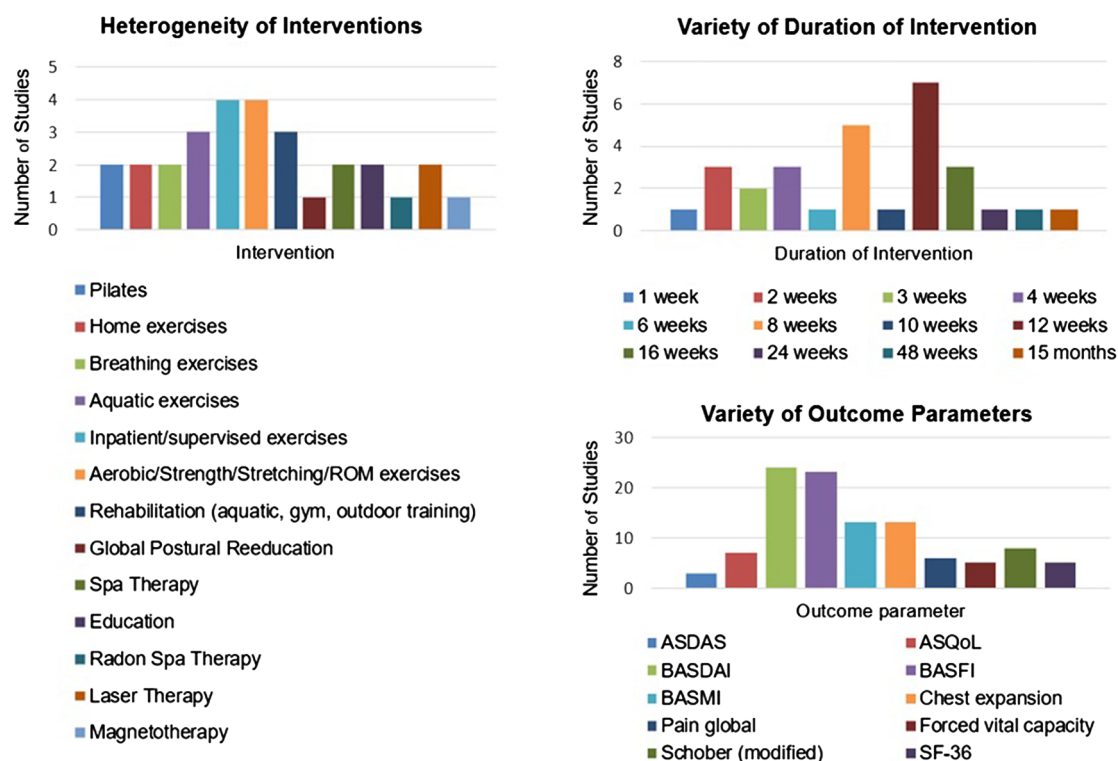 Heterogeneity of Interventions
Number of Studies
5
4
3
2
1
0
Intervention
Pilates
Home exercises
Breathing exercises
Aquatic exercises
Inpatient/supervised exercises
Aerobic/Strength/Stretching/ROM exercises
Rehabilitation (aquatic, gym, outdoor training)
Global Postural Reeducation
Spa Therapy
Education
Radon Spa Therapy
Laser Therapy
Magnetotherapy
Variety of Duration of Intervention
Number of Studies
8
6
4
2
0
Duration of Intervention
1 week 2 weeks 3 weeks 4 weeks
6 weeks 8 weeks 10 weeks 12 weeks
16 weeks 24 weeks 48 weeks 15 months
Variety of Outcome Parameters
Number of Studies
30
20
10
0
Outcome parameter
ASDAS ASQoL
BASDAI BASFI
BASMI Chest expansion
Pain global Forced vital capacity
Schober (modified) SF-36